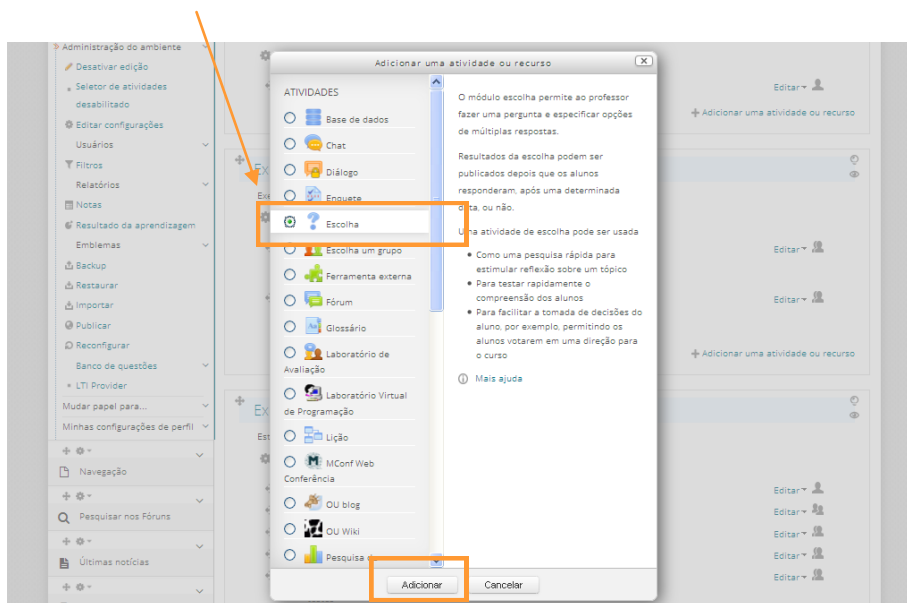 Administração do ambiente
Desativar edição
Seletor de atividades
desabilitado
Editar configurações
Usuários
Filtros
Relatórios
Notas
Resultado da aprendizagem
Emblemas
Backup
Restaurar
Importar
Publicar
Reconfigurar
Banco de questões
LTI Provider
Mudar papel para...
Minhas configurações de perfil
Navegação
Pesquisar nos Fóruns
Últimas notícias
Adicionar uma atividade ou recurso
ATIVIDADES
Base de dados
Chat
Diálogo
Enquete
Escolha
Escolha um grupo
Ferramenta externa
Fórum
Glossário
Laboratório de
Avaliação
Laboratório Virtual
de Programação
Lição
MConf Web
Conferência
OU blog
OU Wiki
Pesquisa
O módulo escolha permite ao professor
fazer uma pergunta e especificar opções
de múltiplas respostas.
Resultados da escolha podem ser
publicados depois que os alunos
responderam, após uma determinada
data, ou não.
Uma atividade de escolha pode ser usada
Como uma pesquisa rápida para
estimular reflexão sobre um tópico
Para testar rapidamente o
compreensão dos alunos
Para facilitar a tomada de decisões do
aluno, por exemplo, permitindo os
alunos votarem em uma direção para
o curso
Mais ajuda
Adicionar
Cancelar
Editar
Adicionar uma atividade ou recurso
Ex
Exe
Editar
Editar
Adicionar uma atividade ou recurso
Ex
Est
Editar
Editar
Editar
Editar
Editar